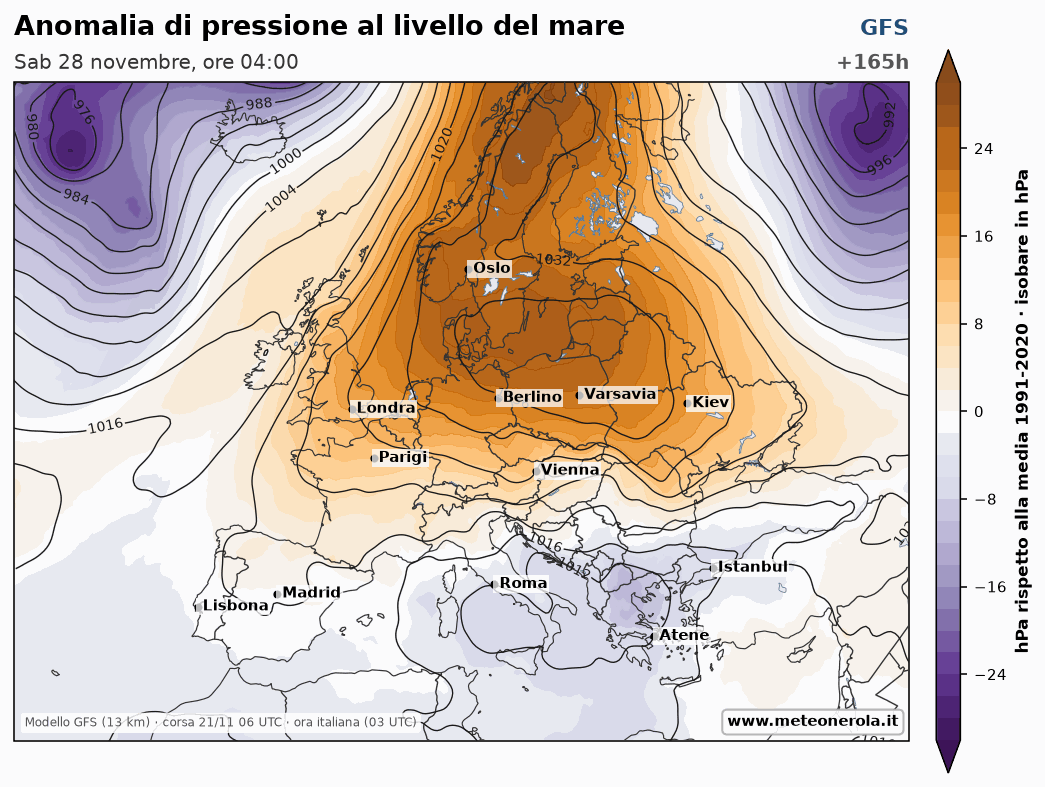 Anomalia di pressione al livello del mare
GFS
Sab 28 novembre, ore 04:00
+165h
976
980
984
988
1000
1004
1020
992
996
1032
Oslo
Londra
Berlino
Varsavia
Kiev
Parigi
Vienna
1016
1016
1012
Roma
Istanbul
Madrid
Lisbona
Atene
24
16
8
0
−8
−16
−24
hPa rispetto alla media 1991-2020 · isobare in hPa
Modello GFS (13 km) · corsa 21/11 06 UTC · ora italiana (03 UTC)
www.meteonerola.it